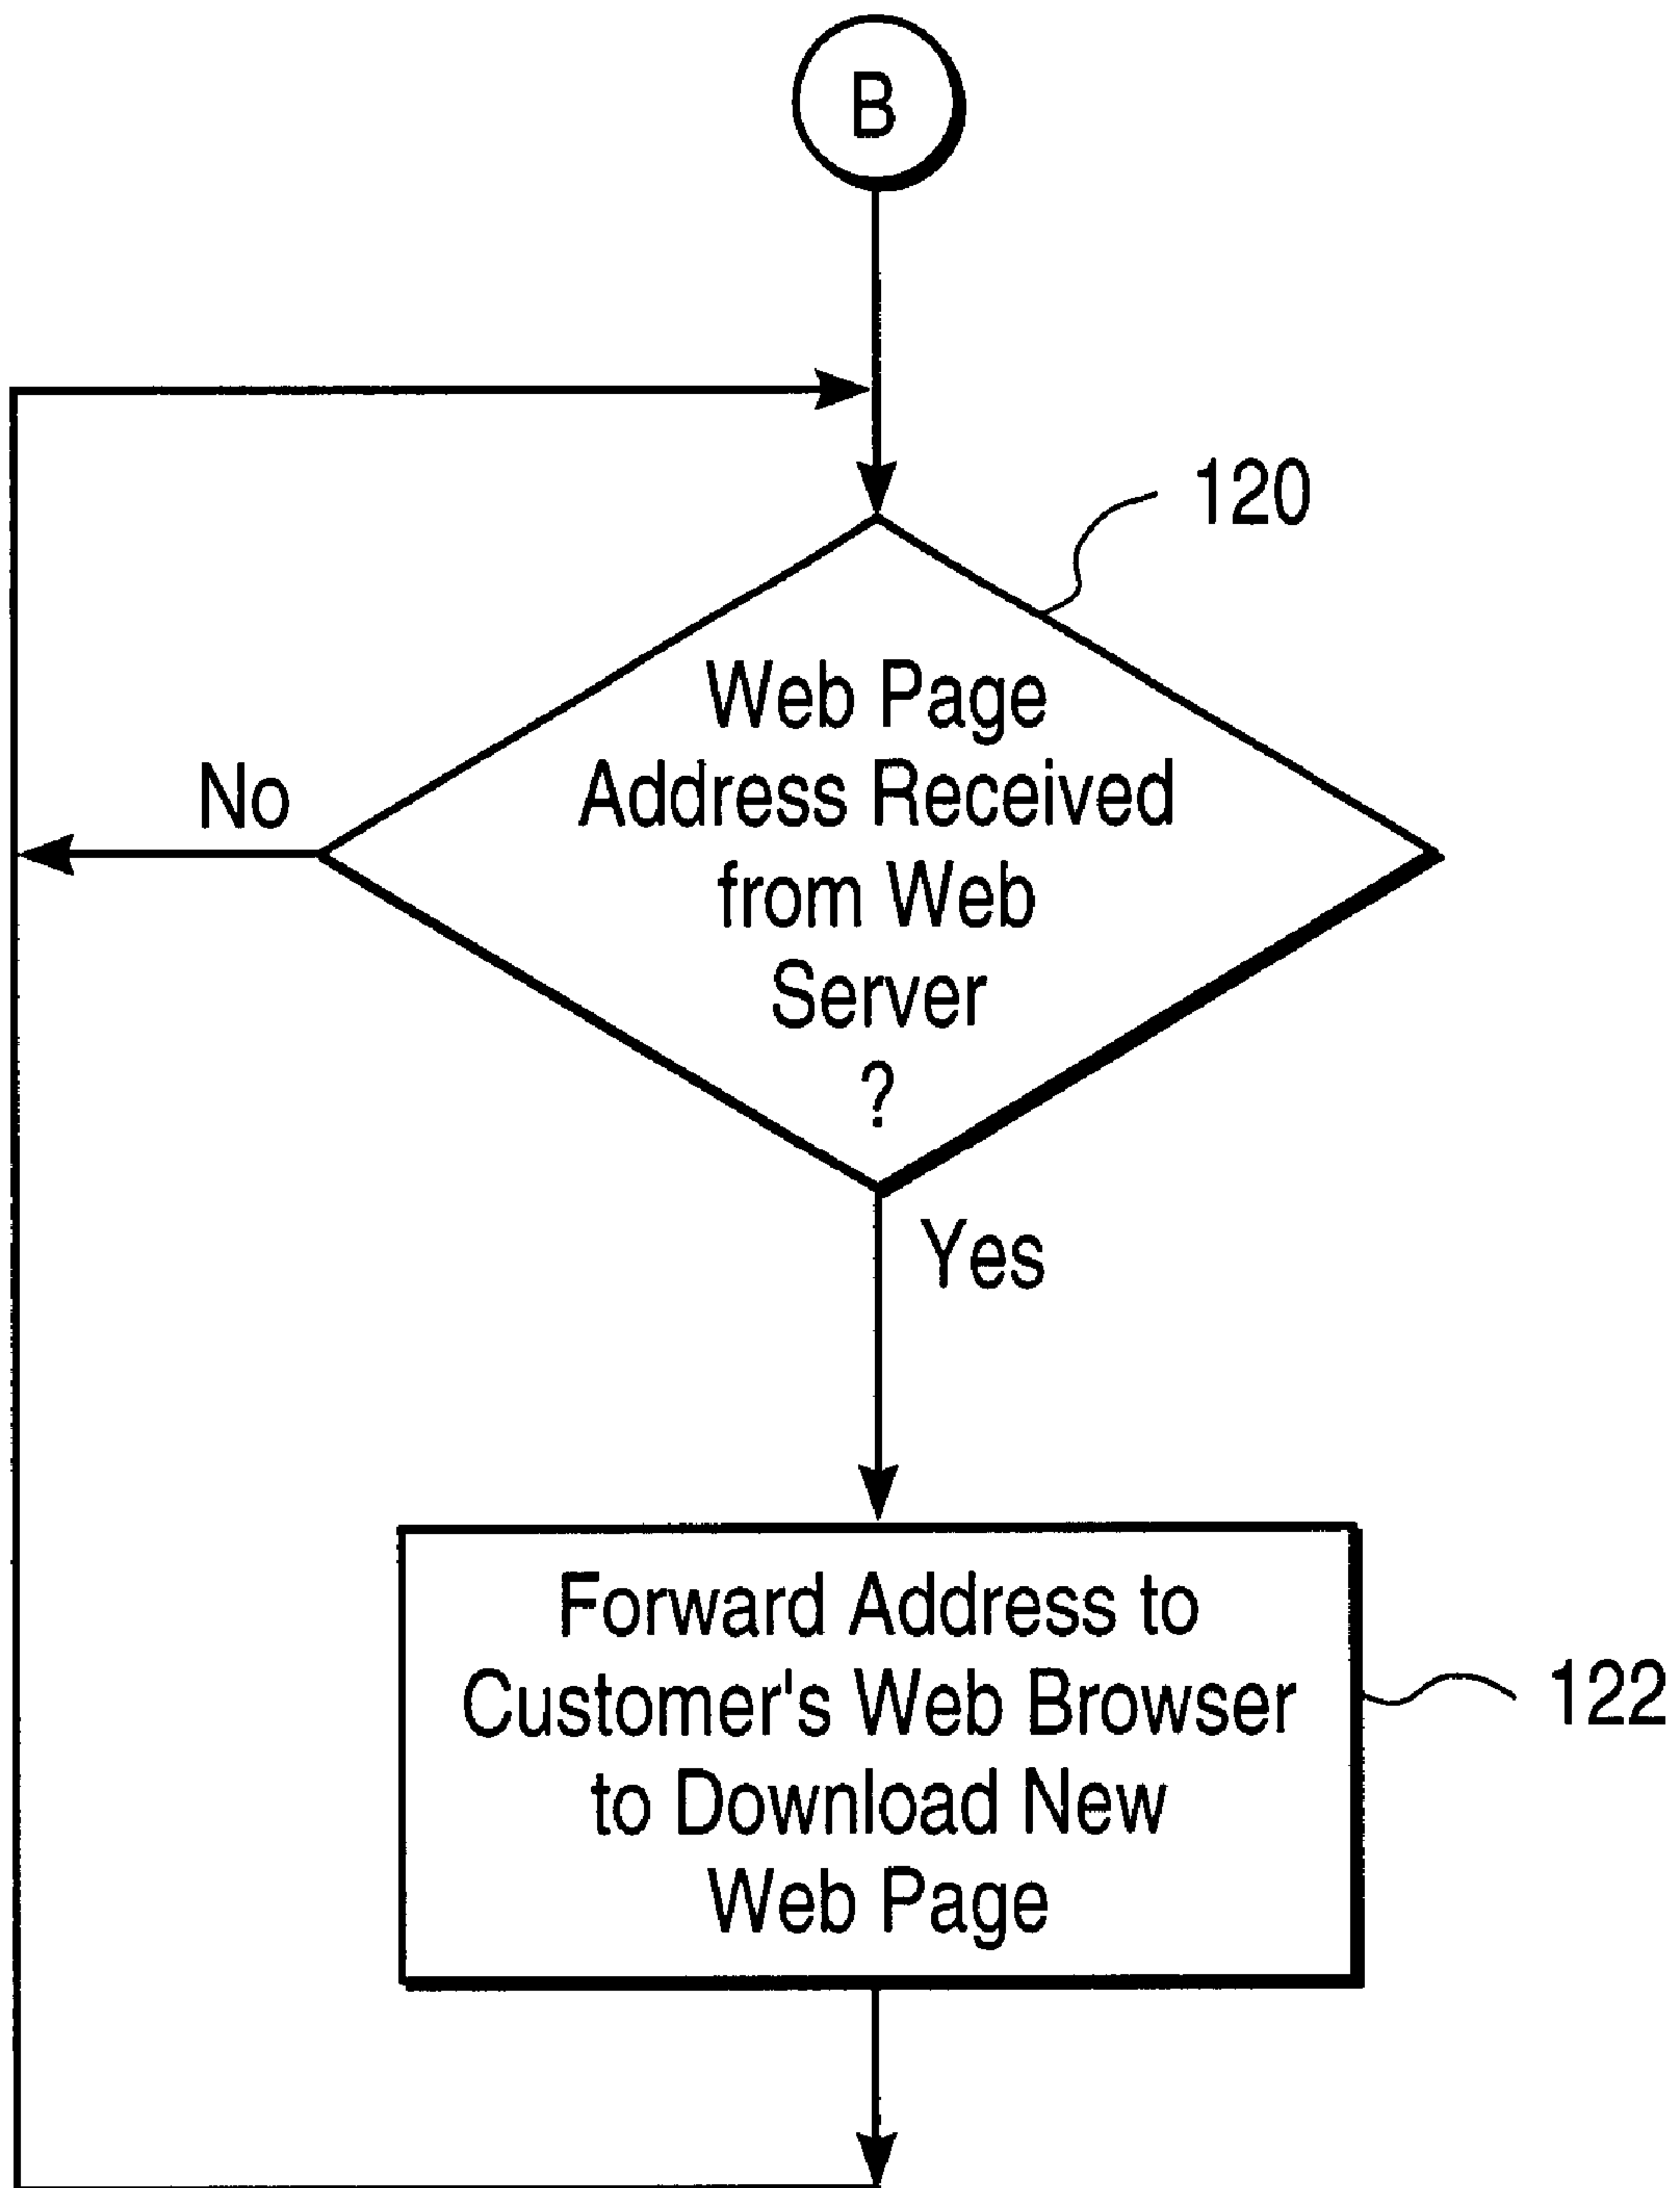 B
120
Web Page
Address Received
from Web
Server
?
No
Yes
Forward Address to
Customer's Web Browser
to Download New
Web Page
122